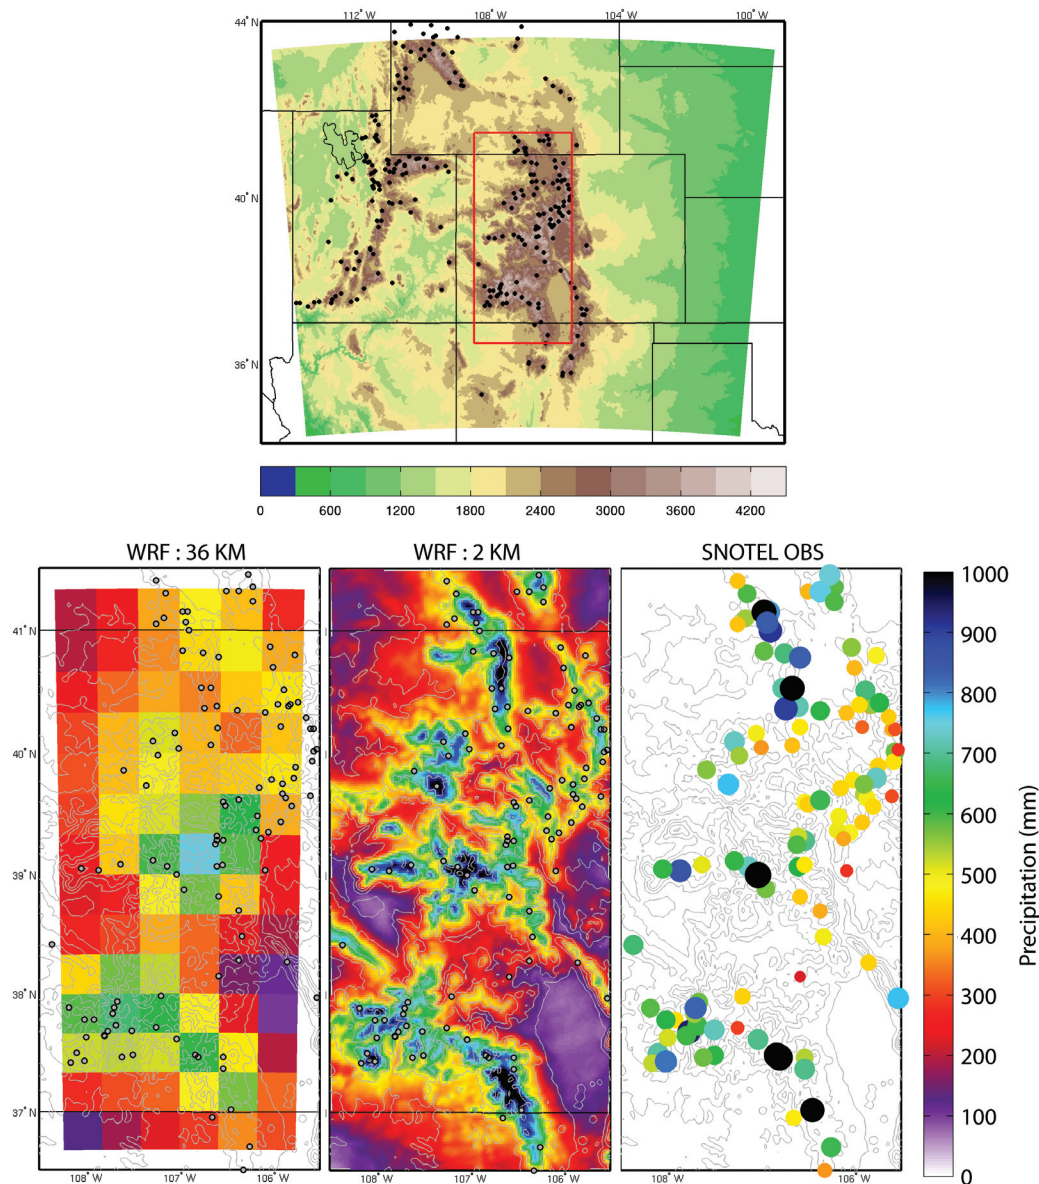 112° W 108° W 104° W 100° W
44° N
40° N
36° N
0 600 1200 1800 2400 3000 3600 4200
WRF : 36 KM WRF : 2 KM SNOTEL OBS
41° N
40° N
39° N
38° N
37° N
108° W 107° W 106° W 108° W 107° W 106° W 108° W 106° W
1000
900
800
700
600
500
400
300
200
100
0
Precipitation (mm)